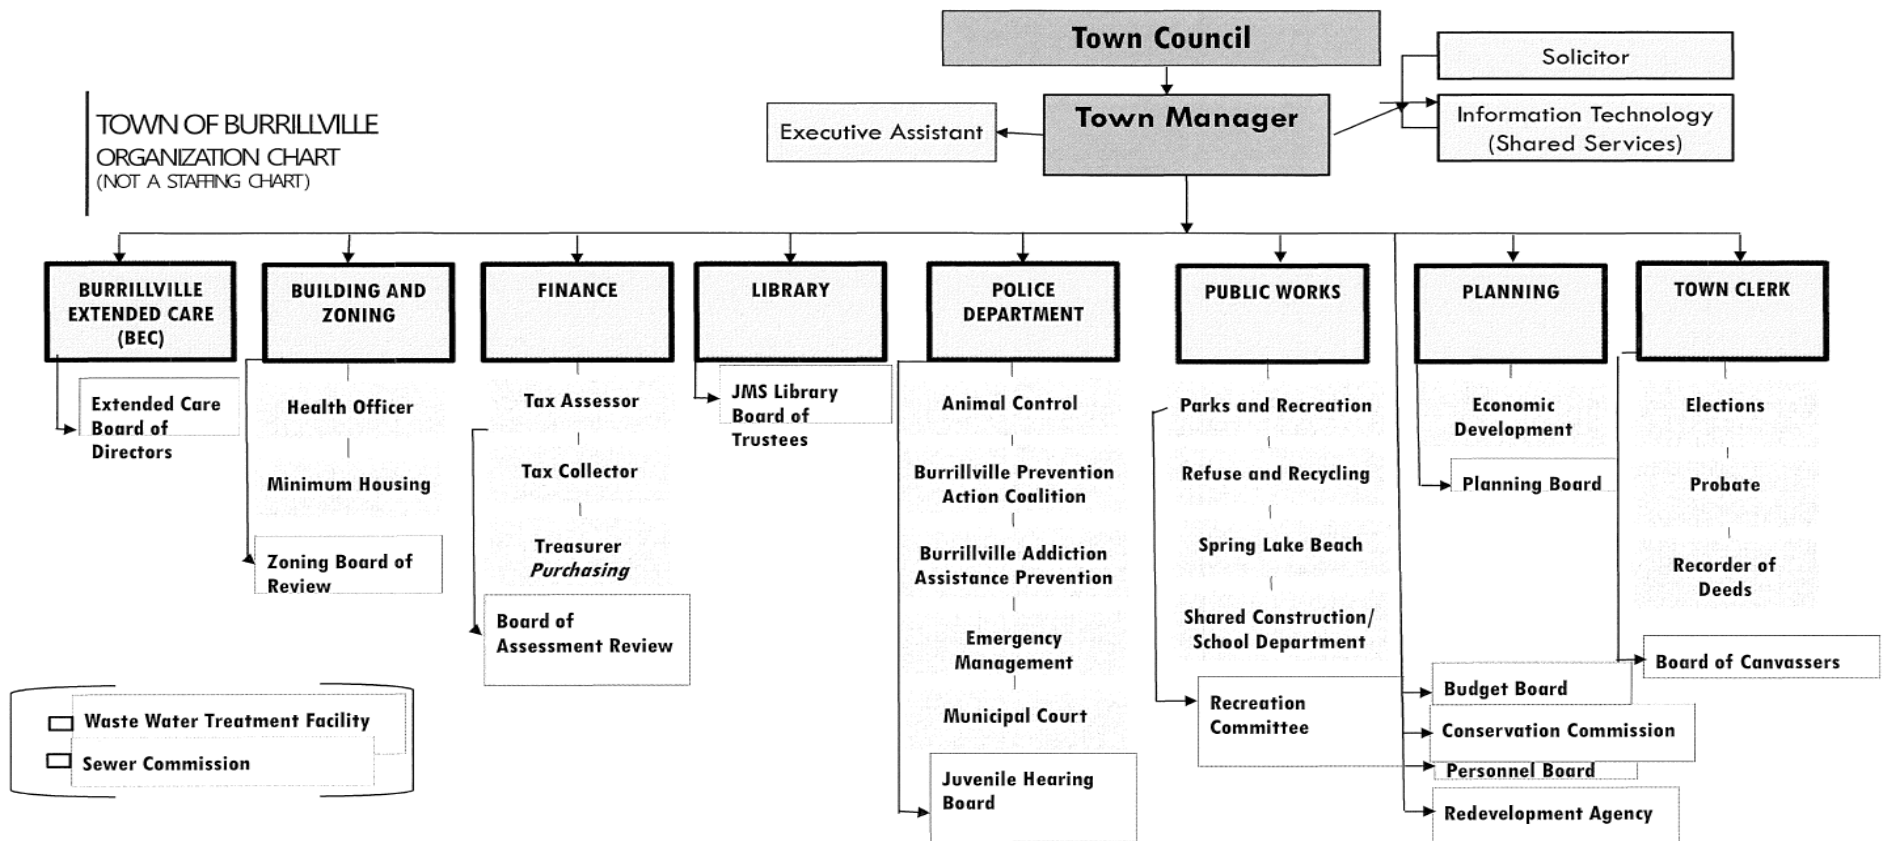 Town Council
Solicitor
TOWN OF BURRILLVILLE
ORGANIZATION CHART
(NOT A STAFFING CHART)
Executive Assistant
Town Manager
Information Technology
(Shared Services)
BURRILLVILLE
EXTENDED CARE
(BEC)
Extended Care
Board of
Directors
BUILDING AND
ZONING
Health Officer
Minimum Housing
Zoning Board of
Review
FINANCE
Tax Assessor
Tax Collector
Treasurer
Purchasing
Board of
Assessment Review
LIBRARY
JMS Library
Board of
Trustees
POLICE
DEPARTMENT
Animal Control
Burrillville Prevention
Action Coalition
Burrillville Addiction
Assistance Prevention
Emergency
Management
Municipal Court
Juvenile Hearing
Board
PUBLIC WORKS
Parks and Recreation
Refuse and Recycling
Spring Lake Beach
Shared Construction/
School Department
Recreation
Committee
PLANNING
Economic
Development
Planning Board
Budget Board
Conservation Commission
Personnel Board
Redevelopment Agency
TOWN CLERK
Elections
Probate
Recorder of
Deeds
Board of Canvassers
Waste Water Treatment Facility
Sewer Commission